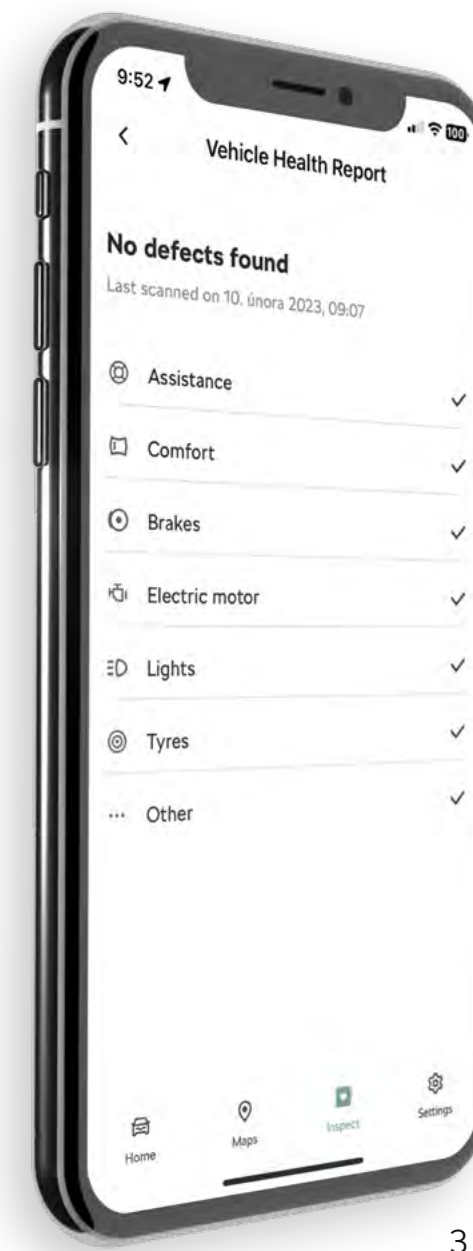 9:52
100
Vehicle Health Report
No defects found
Last scanned on 10. února 2023, 09:07
Assistance
Comfort
Brakes
Electric motor
Lights
Tyres
Other
Home
Maps
Inspect
Settings
3